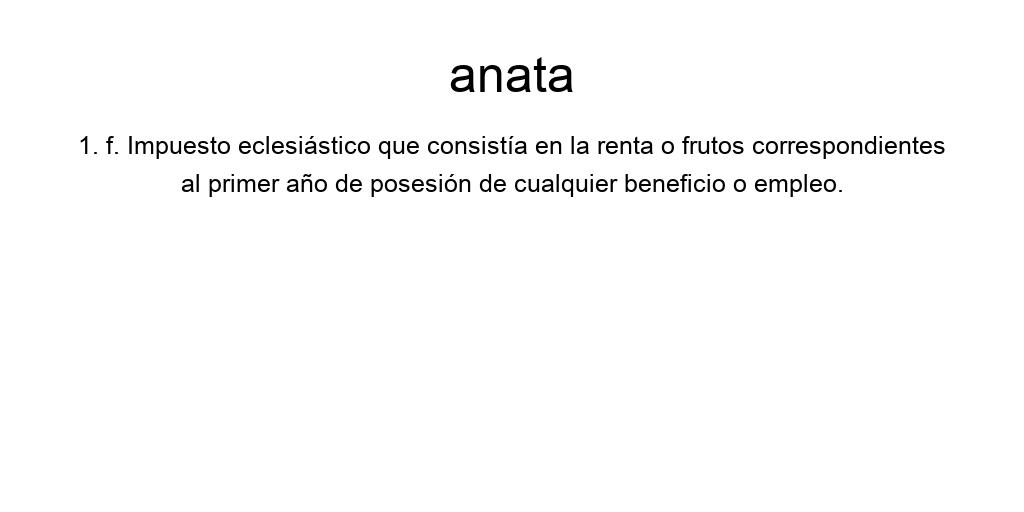 anata
1. f. Impuesto eclesiástico que consistía en la renta o frutos correspondientes
al primer año de posesión de cualquier beneficio o empleo.